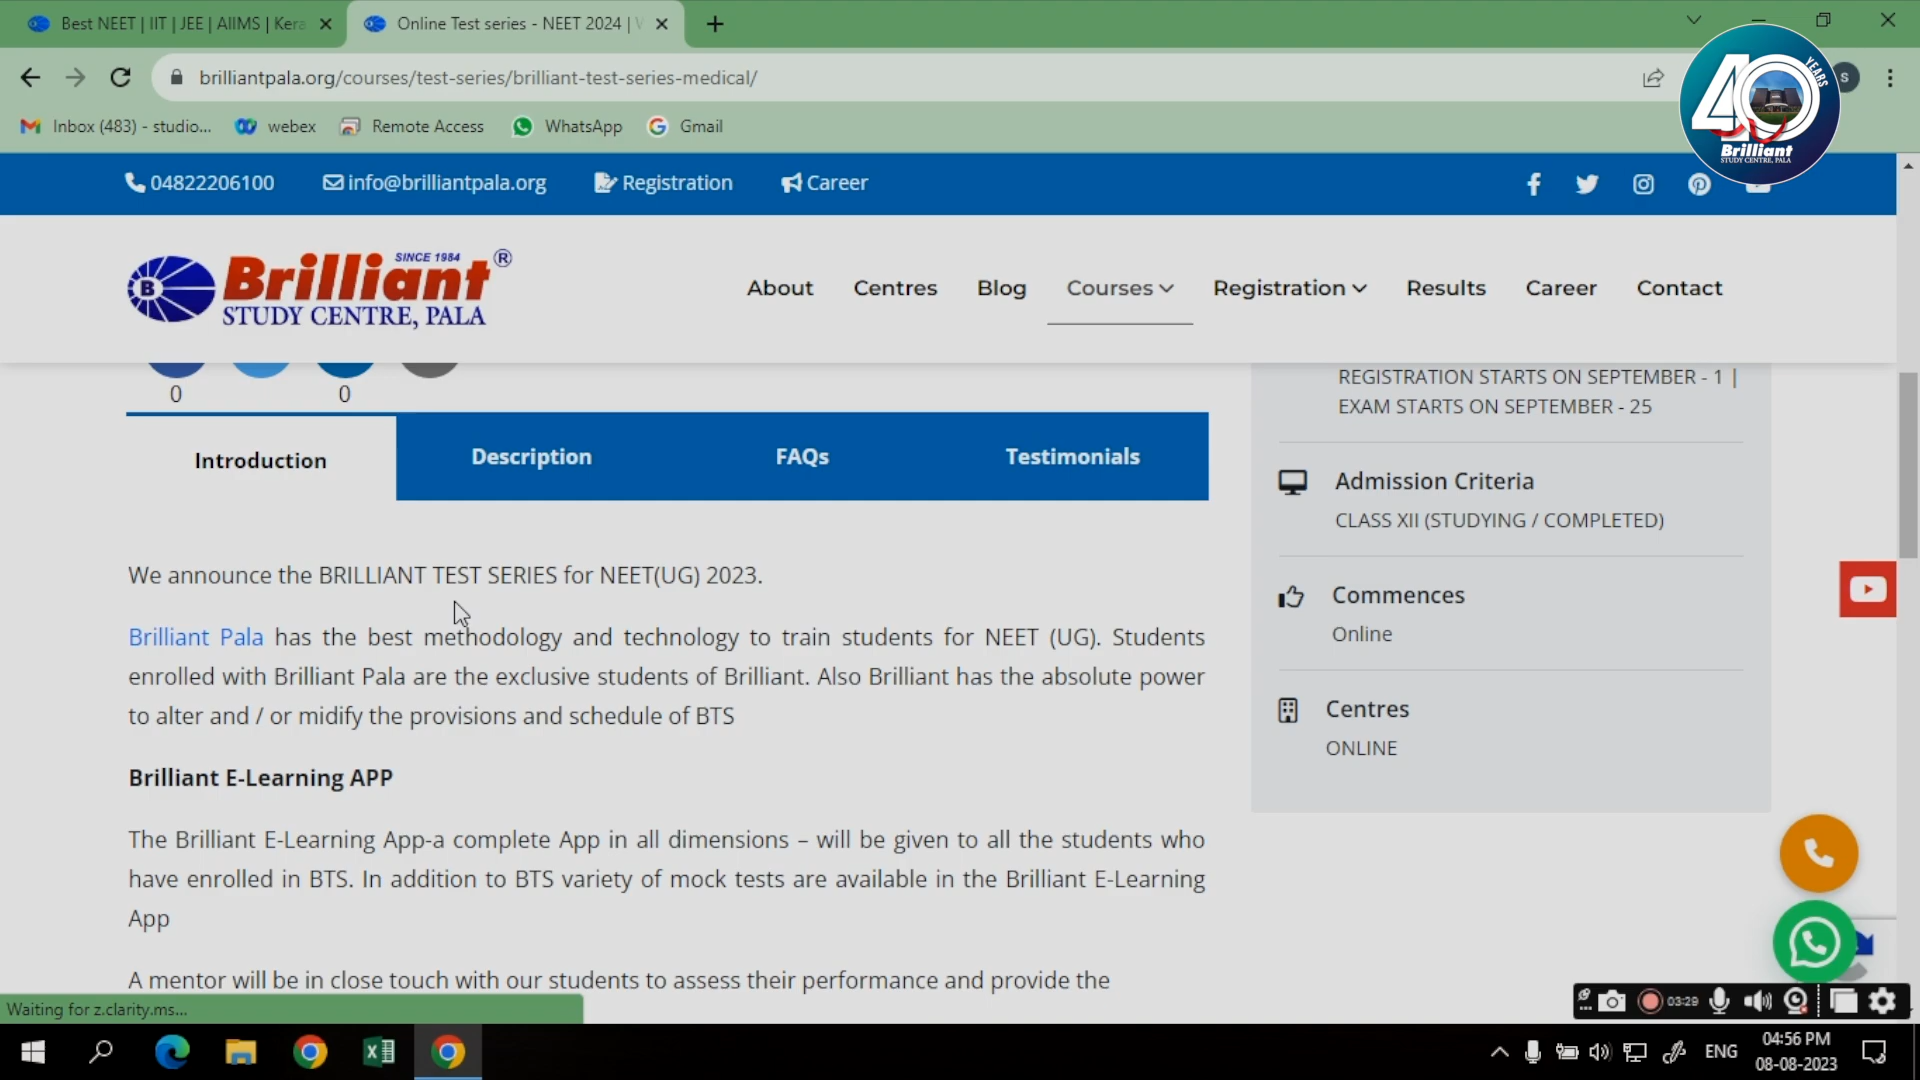 Best NEET | IIT | JEE | AIIMS | Kera
Online Test series - NEET 2024 |
brilliantpala.org/courses/test-series/brilliant-test-series-medical/
S
Inbox (483) - studio...
webex
Remote Access
WhatsApp
Gmail
40 YEARS
Brilliant
STUDY CENTRE, PALA
04822206100
info@brilliantpala.org
Registration
Career
B
SINCE 1984
Brilliant ®
STUDY CENTRE, PALA
About
Centres
Blog
Courses
Registration
Results
Career
Contact
0
0
Introduction
Description
FAQs
Testimonials
We announce the BRILLIANT TEST SERIES for NEET(UG) 2023.
Brilliant Pala has the best methodology and technology to train students for NEET (UG). Students
enrolled with Brilliant Pala are the exclusive students of Brilliant. Also Brilliant has the absolute power
to alter and / or midify the provisions and schedule of BTS
Brilliant E-Learning APP
The Brilliant E-Learning App-a complete App in all dimensions – will be given to all the students who
have enrolled in BTS. In addition to BTS variety of mock tests are available in the Brilliant E-Learning
App
A mentor will be in close touch with our students to assess their performance and provide the
REGISTRATION STARTS ON SEPTEMBER - 1 |
EXAM STARTS ON SEPTEMBER - 25
Admission Criteria
CLASS XII (STUDYING / COMPLETED)
Commences
Online
Centres
ONLINE
Waiting for z.clarity.ms...
03:29
ENG
04:56 PM
08-08-2023